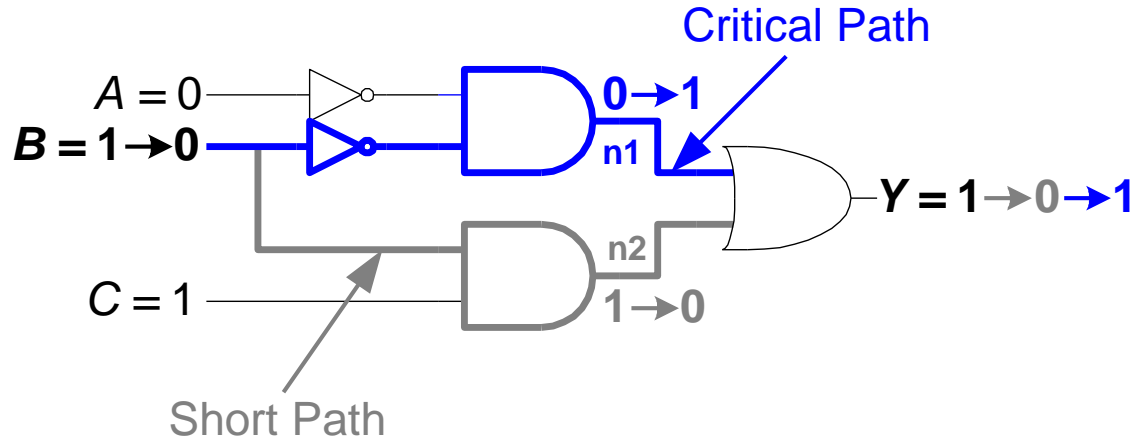 Critical Path
A = 0
0→1
B = 1→0
n1
Y = 1→0→1
n2
C = 1
1→0
Short Path